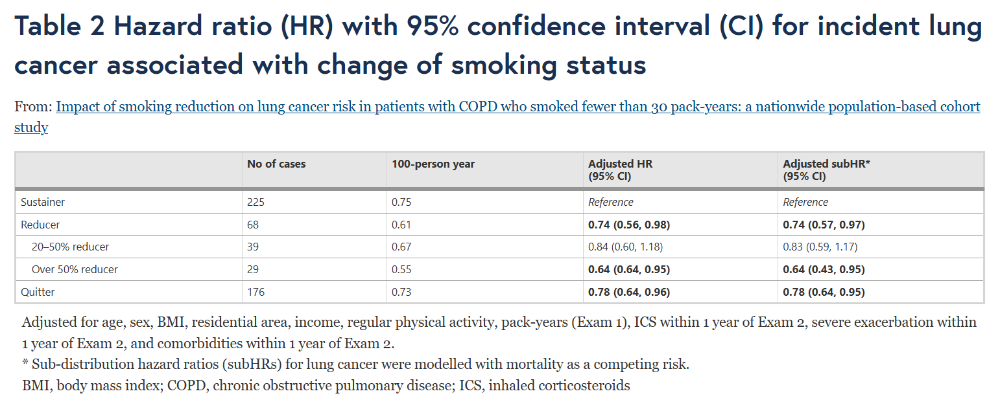 Table 2 Hazard ratio (HR) with 95% confidence interval (CI) for incident lung
cancer associated with change of smoking status
From: Impact of smoking reduction on lung cancer risk in patients with COPD who smoked fewer than 30 pack-years: a nationwide population-based cohort
study
No of cases 100-person year Adjusted HR (95% CI) Adjusted subHR* (95% CI)
Sustainer 225 0.75 Reference Reference
Reducer 68 0.61 0.74 (0.56, 0.98) 0.74 (0.57, 0.97)
20–50% reducer 39 0.67 0.84 (0.60, 1.18) 0.83 (0.59, 1.17)
Over 50% reducer 29 0.55 0.64 (0.64, 0.95) 0.64 (0.43, 0.95)
Quitter 176 0.73 0.78 (0.64, 0.96) 0.78 (0.64, 0.95)
Adjusted for age, sex, BMI, residential area, income, regular physical activity, pack-years (Exam 1), ICS within 1 year of Exam 2, severe exacerbation within
1 year of Exam 2, and comorbidities within 1 year of Exam 2.
* Sub-distribution hazard ratios (subHRs) for lung cancer were modelled with mortality as a competing risk.
BMI, body mass index; COPD, chronic obstructive pulmonary disease; ICS, inhaled corticosteroids